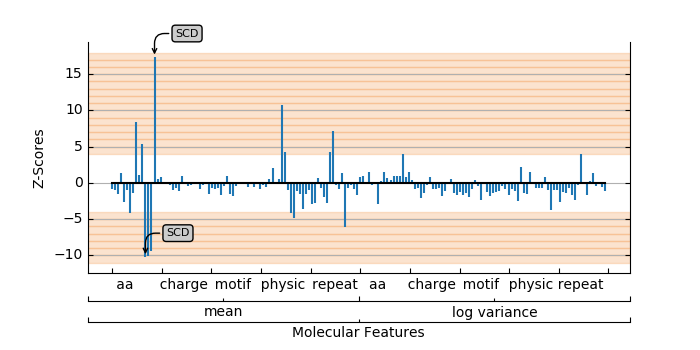 SCD
15
10
5
0
−5
−10
Z-Scores
SCD
aa charge motif physic repeat aa charge motif physic repeat
mean log variance
Molecular Features